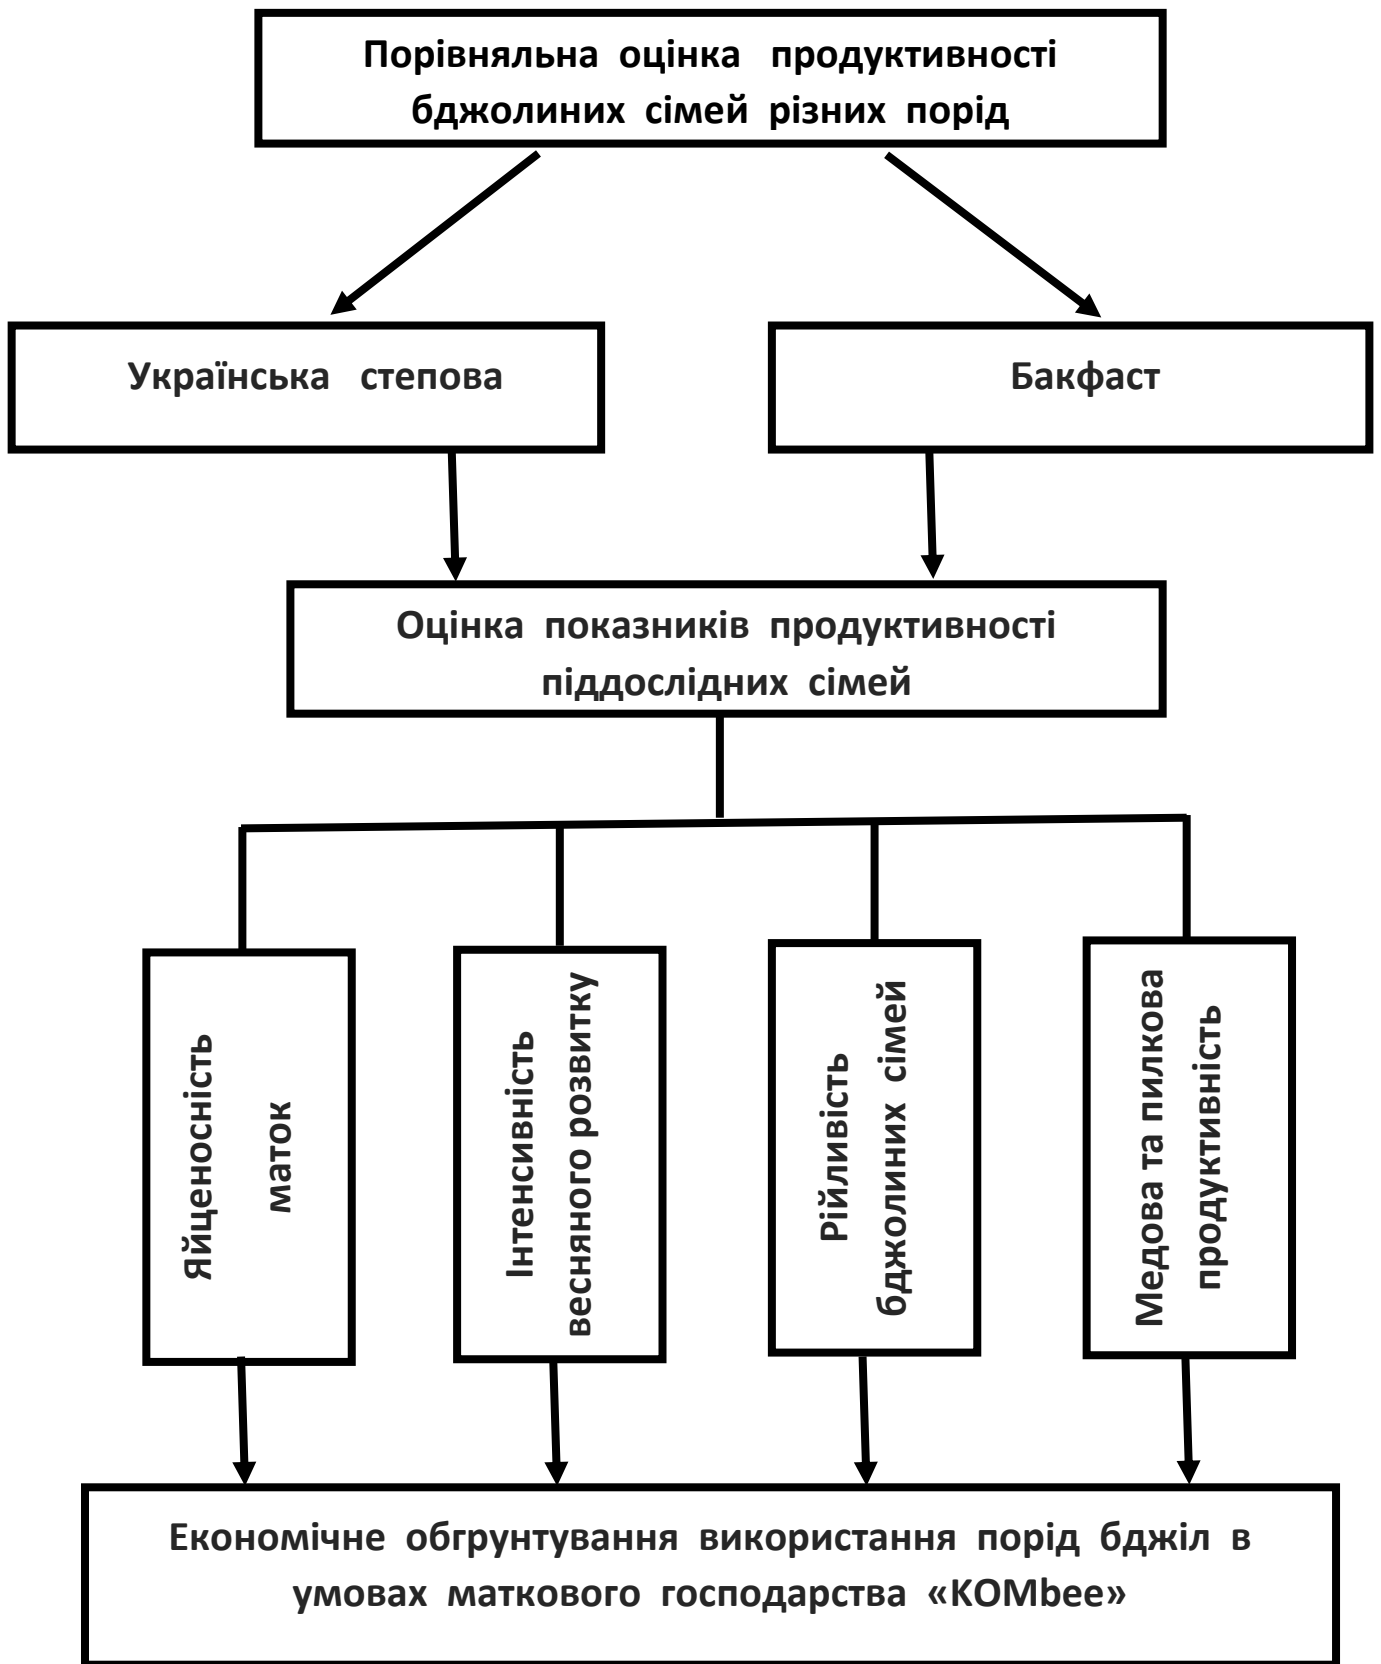 Порівняльна оцінка продуктивності
бджолиних сімей різних порід
Українська степова
Бакфаст
Оцінка показників продуктивності
піддослідних сімей
Яйценосність
маток
Інтенсивність
весняного розвитку
Рійливість
бджолиних сімей
Медова та пилкова
продуктивність
Економічне обгрунтування використання порід бджіл в
умовах маткового господарства «KOMbee»